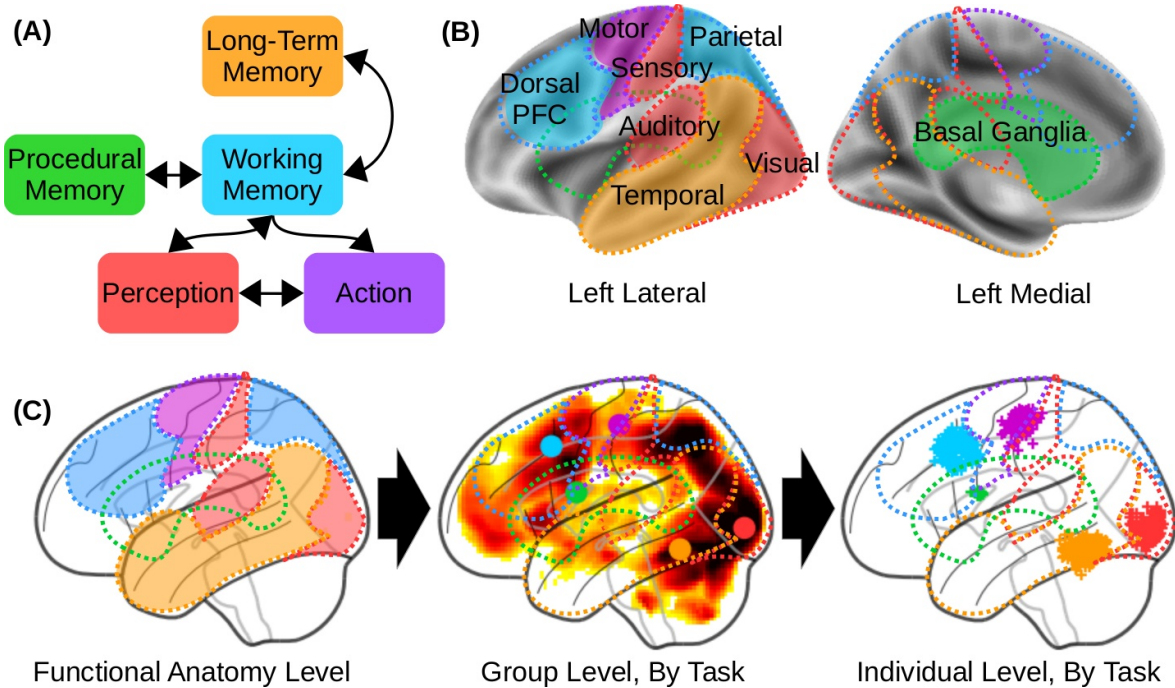 (A)
Long-Term
Memory
Procedural
Memory
Working
Memory
Perception
Action
(B)
Motor
Parietal
Sensory
Dorsal
PFC
Auditory
Visual
Temporal
Basal Ganglia
Left Lateral
Left Medial
(C)
Functional Anatomy Level
Group Level, By Task
Individual Level, By Task